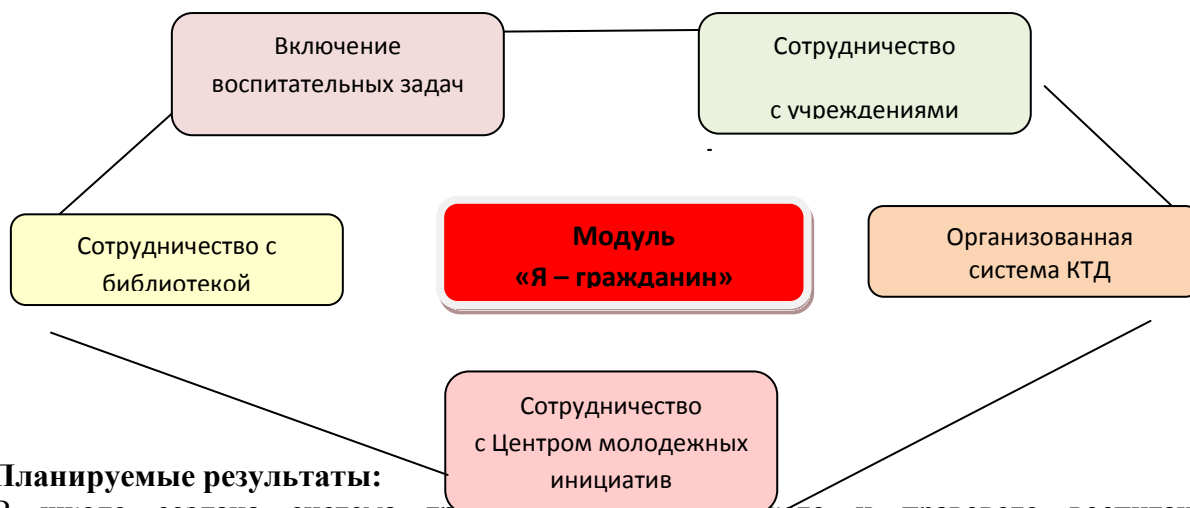 Включение
воспитательных задач
Сотрудничество
с учреждениями
-
Сотрудничество с
библиотекой
Модуль
«Я – гражданин»
Организованная
система КТД
Сотрудничество
с Центром молодежных
инициатив
Планируемые результаты: